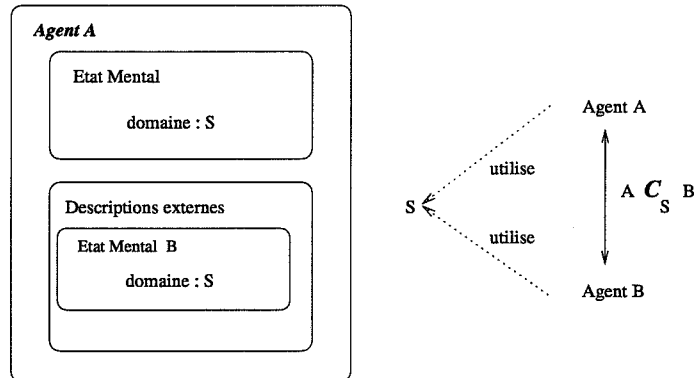 Agent A
Etat Mental
domaine : S
Descriptions externes
Etat Mental B
domaine : S
Agent A
utilise
S
A C S B
utilise
Agent B